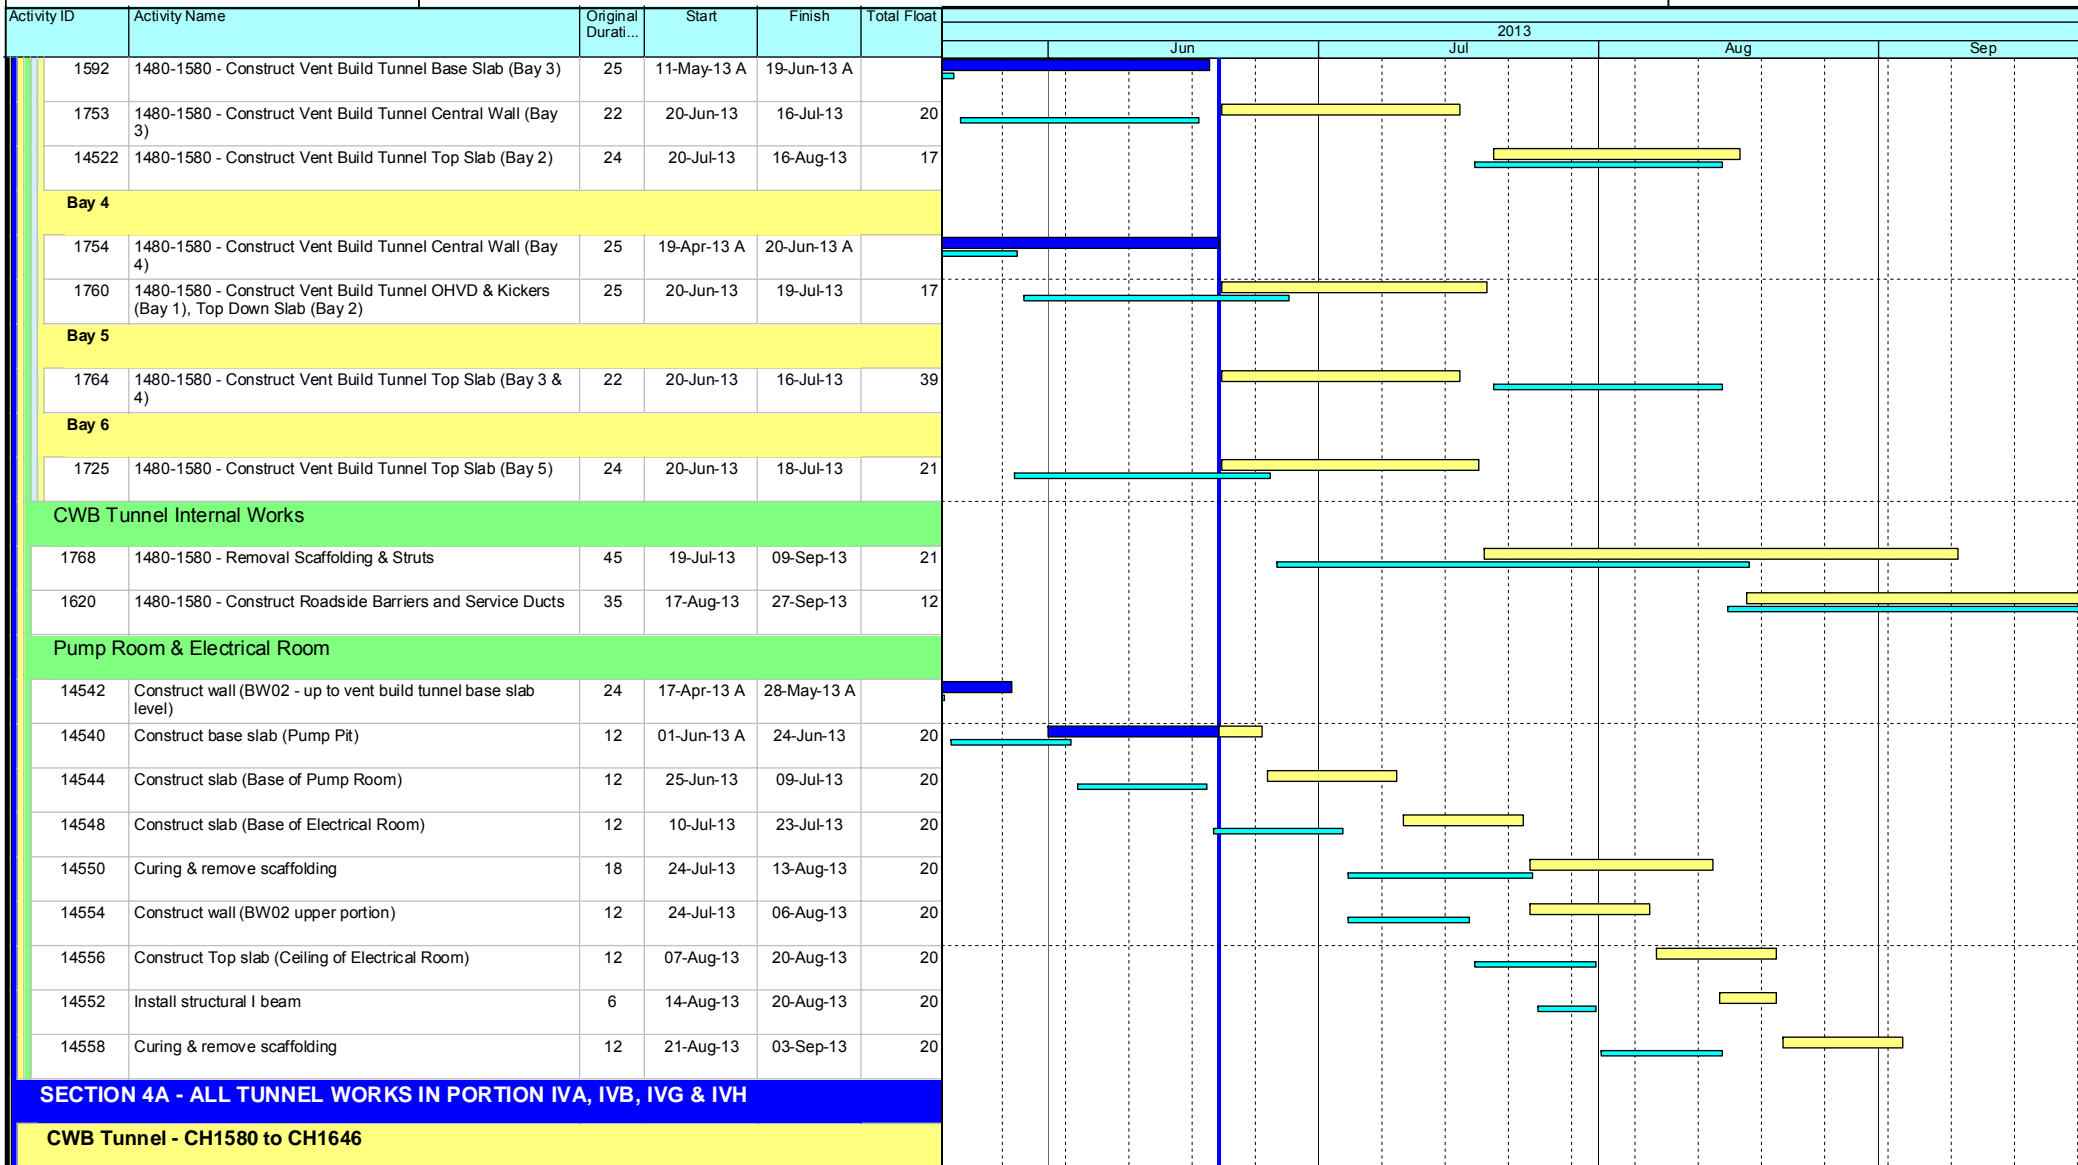 Activity ID Activity Name Original Start Finish Total Float
Durati...
2013
Jun Jul Aug Sep
1592 1480-1580 - Construct Vent Build Tunnel Base Slab (Bay 3) 25 11-May-13 A 19-Jun-13 A
1753 1480-1580 - Construct Vent Build Tunnel Central Wall (Bay 22 20-Jun-13 16-Jul-13 20
3)
14522 1480-1580 - Construct Vent Build Tunnel Top Slab (Bay 2) 24 20-Jul-13 16-Aug-13 17
Bay 4
1754 1480-1580 - Construct Vent Build Tunnel Central Wall (Bay 25 19-Apr-13 A 20-Jun-13 A
4)
1760 1480-1580 - Construct Vent Build Tunnel OHVD & Kickers 25 20-Jun-13 19-Jul-13 17
(Bay 1), Top Down Slab (Bay 2)
Bay 5
1764 1480-1580 - Construct Vent Build Tunnel Top Slab (Bay 3 & 22 20-Jun-13 16-Jul-13 39
4)
Bay 6
1725 1480-1580 - Construct Vent Build Tunnel Top Slab (Bay 5) 24 20-Jun-13 18-Jul-13 21
CWB Tunnel Internal Works
1768 1480-1580 - Removal Scaffolding & Struts 45 19-Jul-13 09-Sep-13 21
1620 1480-1580 - Construct Roadside Barriers and Service Ducts 35 17-Aug-13 27-Sep-13 12
Pump Room & Electrical Room
14542 Construct wall (BW02 - up to vent build tunnel base slab 24 17-Apr-13 A 28-May-13 A
level)
14540 Construct base slab (Pump Pit) 12 01-Jun-13 A 24-Jun-13 20
14544 Construct slab (Base of Pump Room) 12 25-Jun-13 09-Jul-13 20
14548 Construct slab (Base of Electrical Room) 12 10-Jul-13 23-Jul-13 20
14550 Curing & remove scaffolding 18 24-Jul-13 13-Aug-13 20
14554 Construct wall (BW02 upper portion) 12 24-Jul-13 06-Aug-13 20
14556 Construct Top slab (Ceiling of Electrical Room) 12 07-Aug-13 20-Aug-13 20
14552 Install structural I beam 6 14-Aug-13 20-Aug-13 20
14558 Curing & remove scaffolding 12 21-Aug-13 03-Sep-13 20
SECTION 4A - ALL TUNNEL WORKS IN PORTION IVA, IVB, IVG & IVH
CWB Tunnel - CH1580 to CH1646